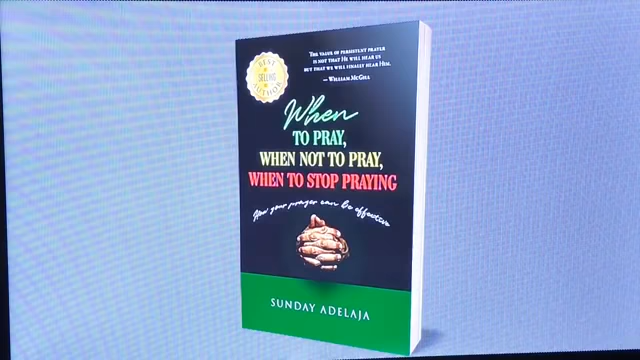 THE VALUE OF PERSISTENT PRAYER
IS NOT THAT HE WILL HEAR US
BUT THAT WE WILL FINALLY HEAR HIM.
— WILLIAM MCGILL
BEST
SELLING
AUTHOR
When
TO PRAY,
WHEN NOT TO PRAY,
WHEN TO STOP PRAYING
How your prayer can be effective
SUNDAY ADELAJA